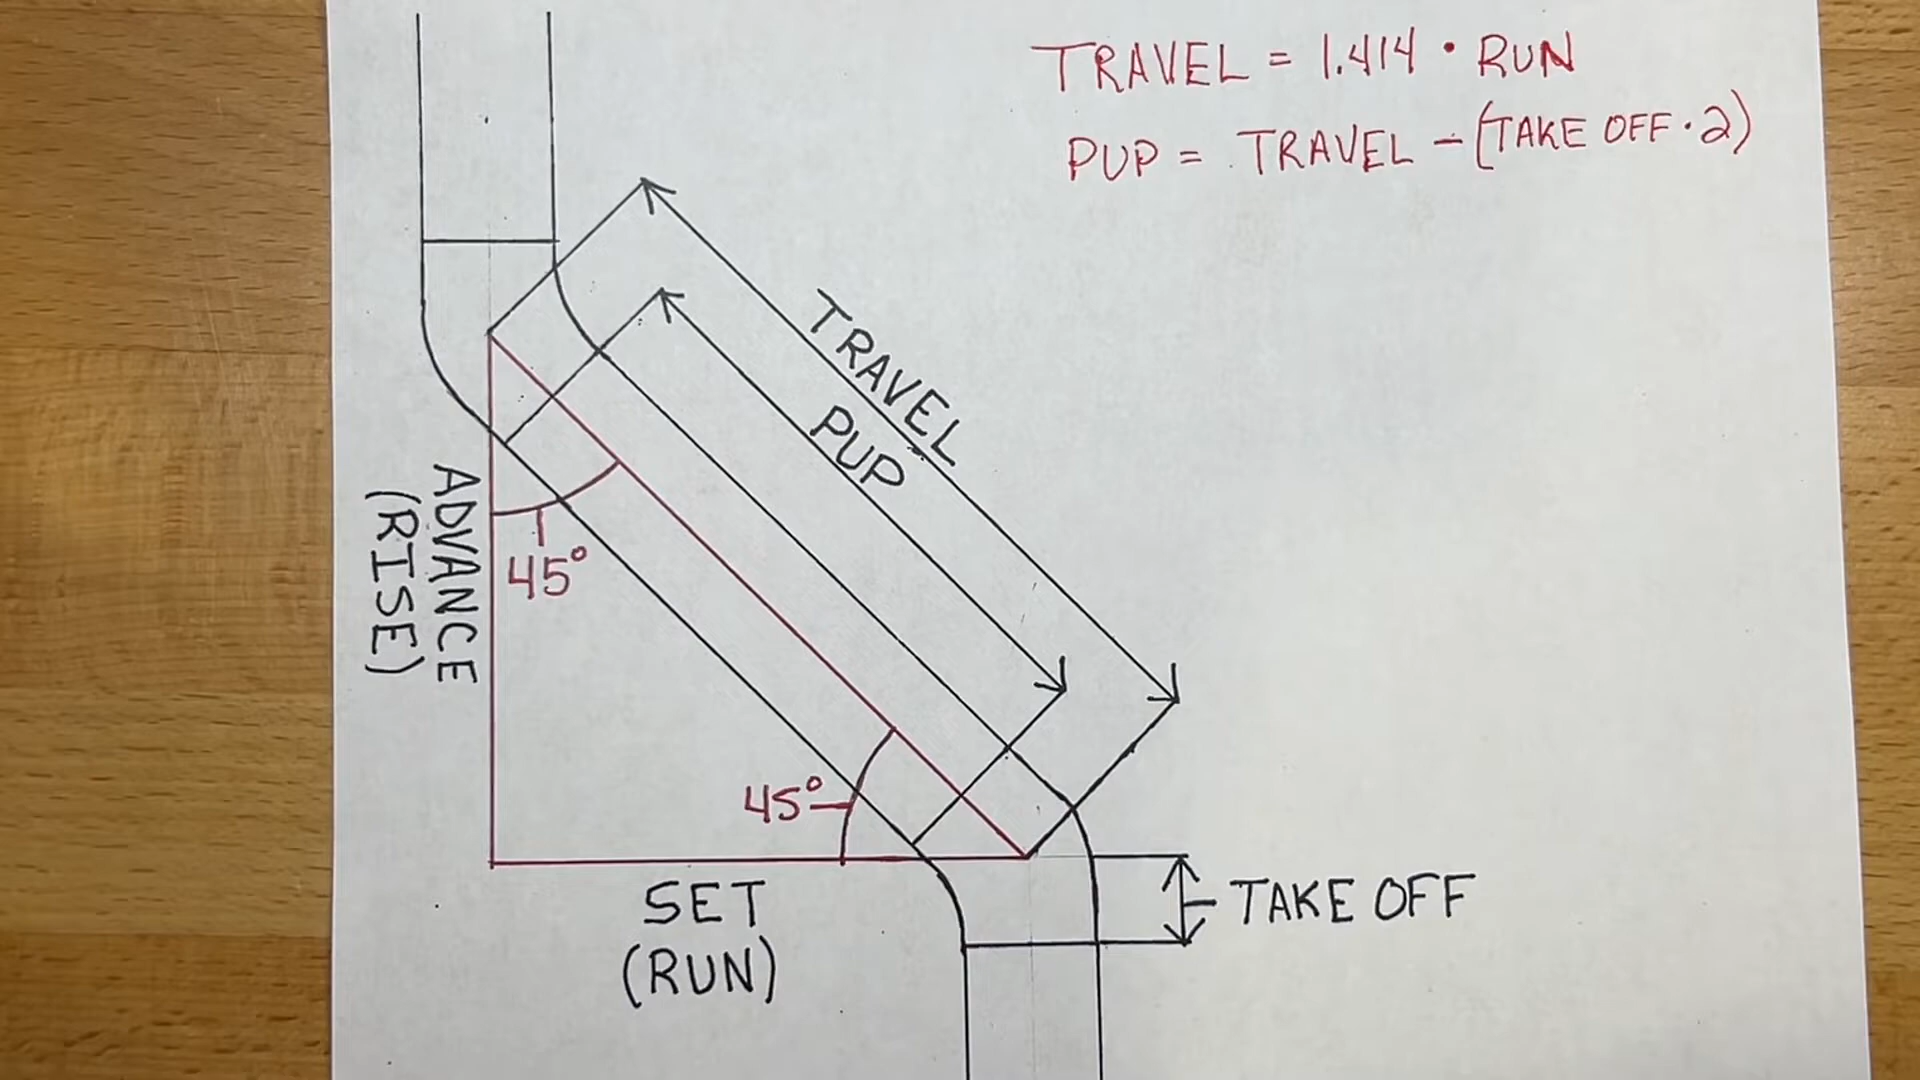 TRAVEL = 1.414 · RUN
PUP = TRAVEL - (TAKE OFF · 2)
TRAVEL
PUP
ADVANCE
(RISE)
45°
45°
SET
(RUN)
TAKE OFF